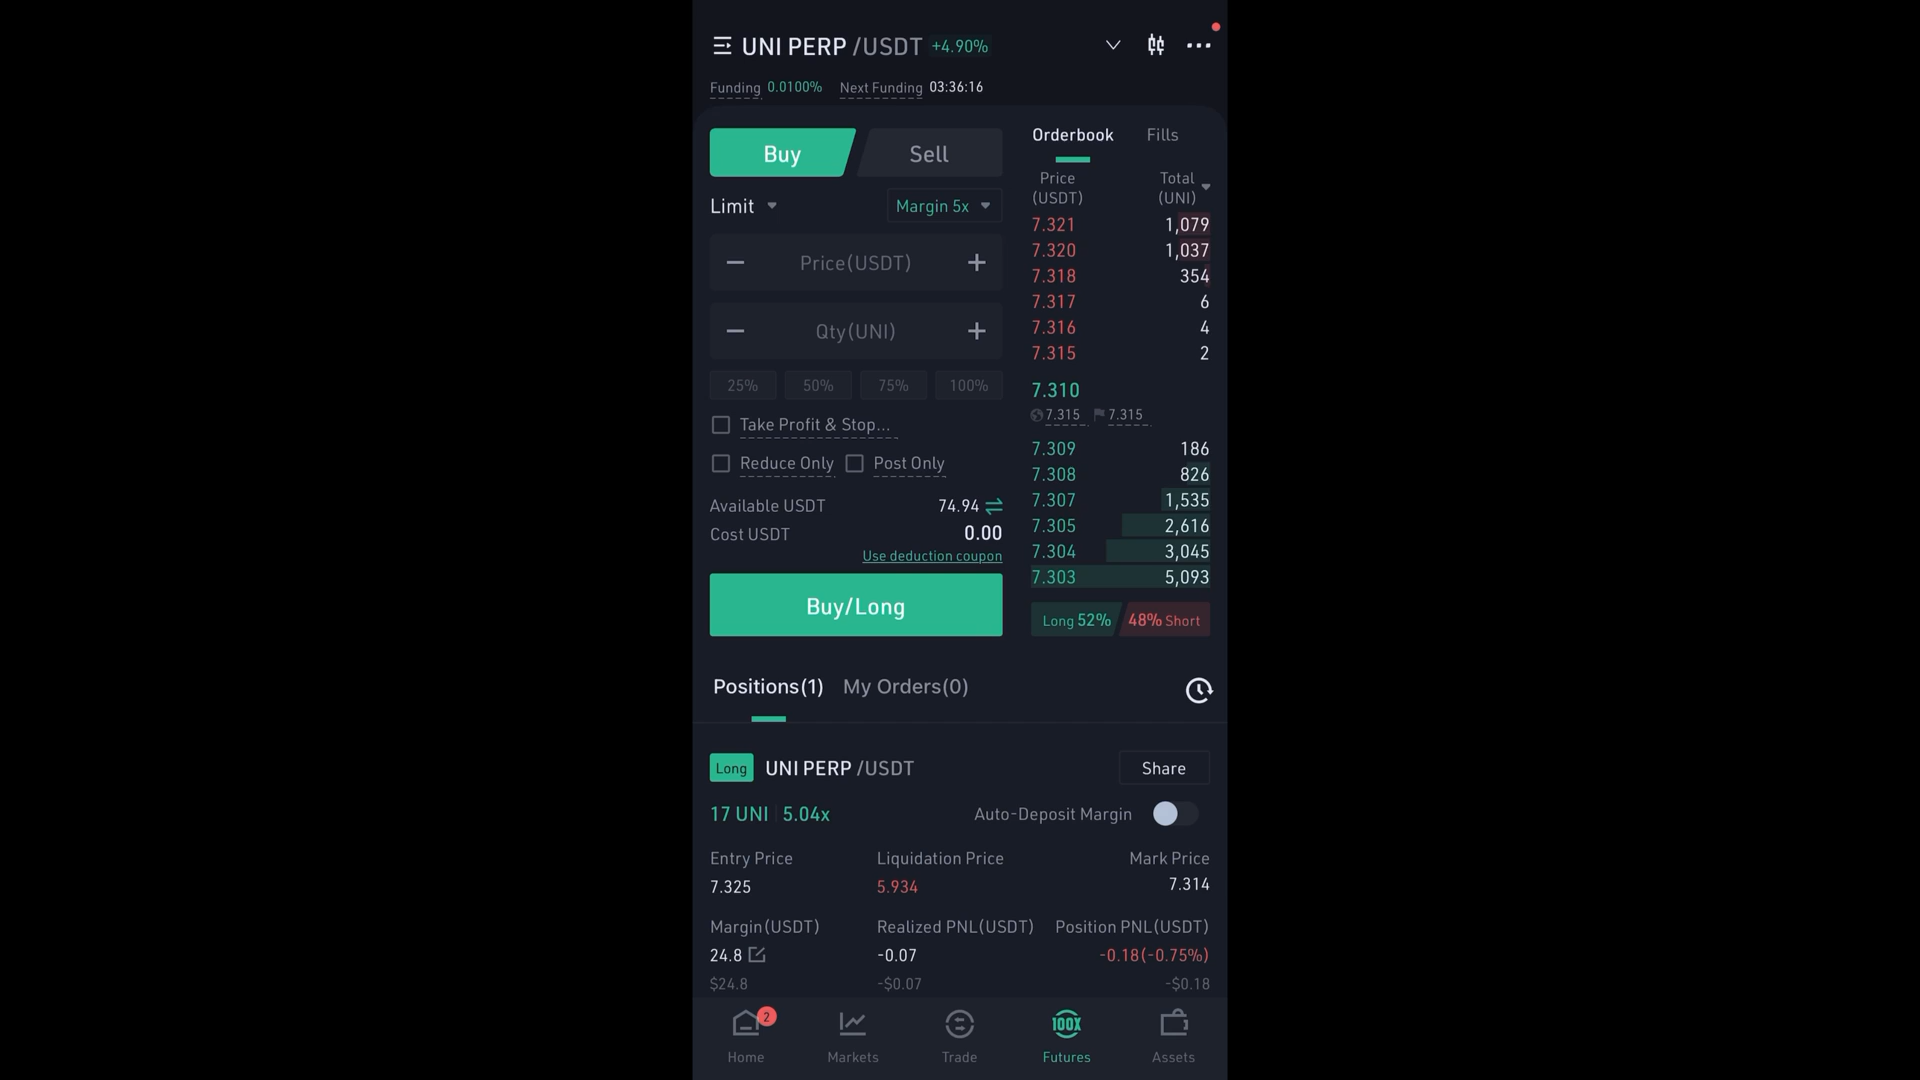 UNI PERP /USDT +4.90%
Funding 0.0100% Next Funding 03:36:16
Buy Sell
Limit Margin 5x
Price(USDT)
Qty(UNI)
25% 50% 75% 100%
Take Profit & Stop...
Reduce Only Post Only
Available USDT 74.94
Cost USDT 0.00
Use deduction coupon
Buy/Long
Orderbook Fills
Price Total
(USDT) (UNI)
7.321 1,079
7.320 1,037
7.318 354
7.317 6
7.316 4
7.315 2
7.310
7.315 7.315
7.309 186
7.308 826
7.307 1,535
7.305 2,616
7.304 3,045
7.303 5,093
Long 52% 48% Short
Positions(1) My Orders(0)
Long UNI PERP /USDT Share
17 UNI 5.04x Auto-Deposit Margin
Entry Price Liquidation Price Mark Price
7.325 5.934 7.314
Margin(USDT) Realized PNL(USDT) Position PNL(USDT)
24.8 -0.07 -0.18(-0.75%)
$24.8 -$0.07 -$0.18
2 100X
Home Markets Trade Futures Assets